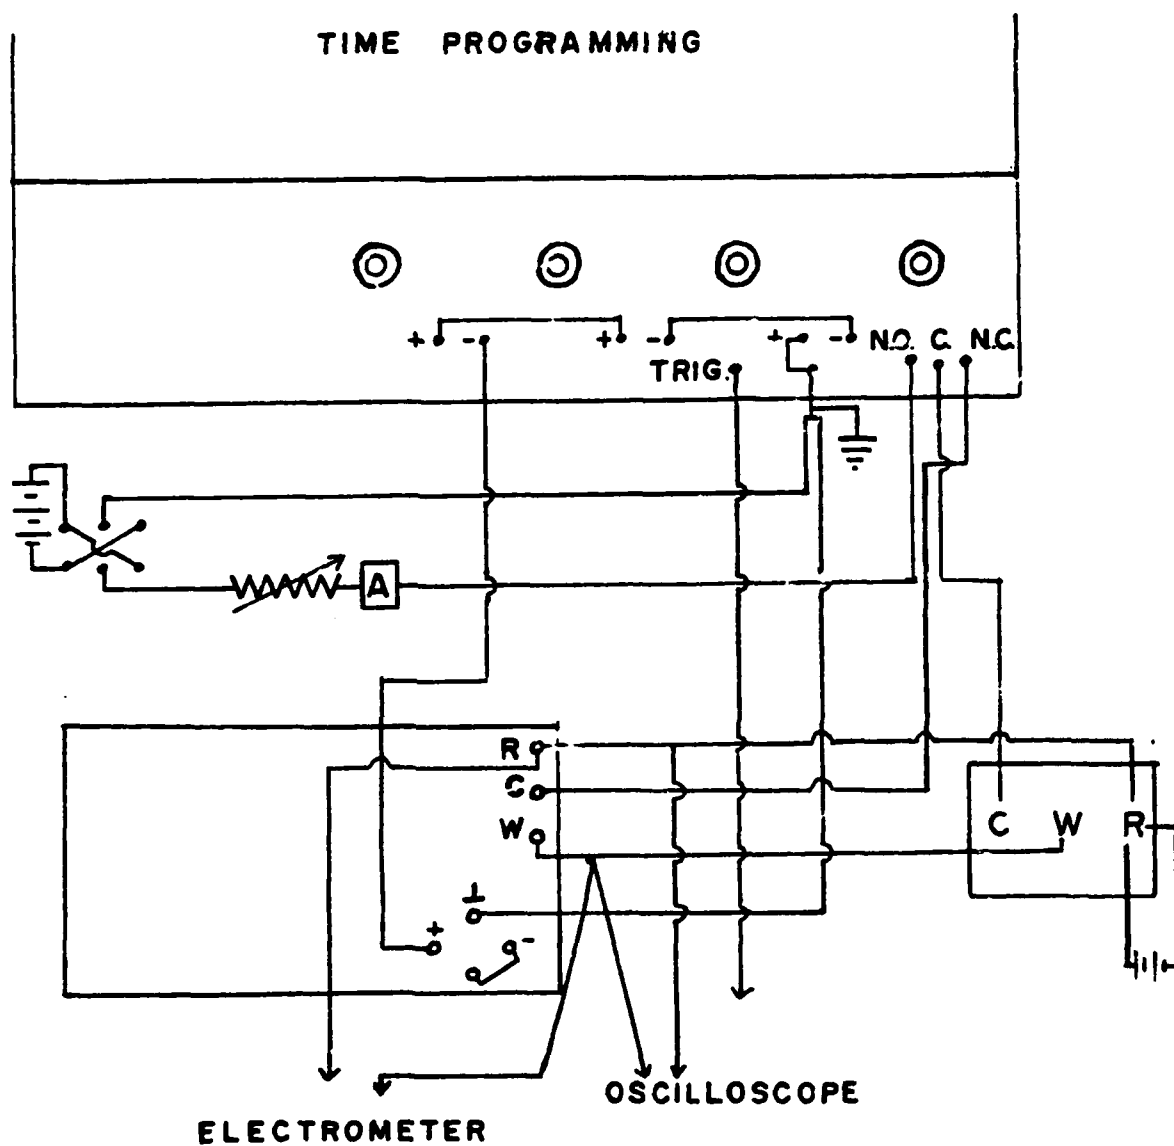 TIME PROGRAMMING
+ - + - + - N.O. C. N.C.
TRIG.
A
R
C
W
C W R
⊥
+ -
OSCILLOSCOPE
ELECTROMETER